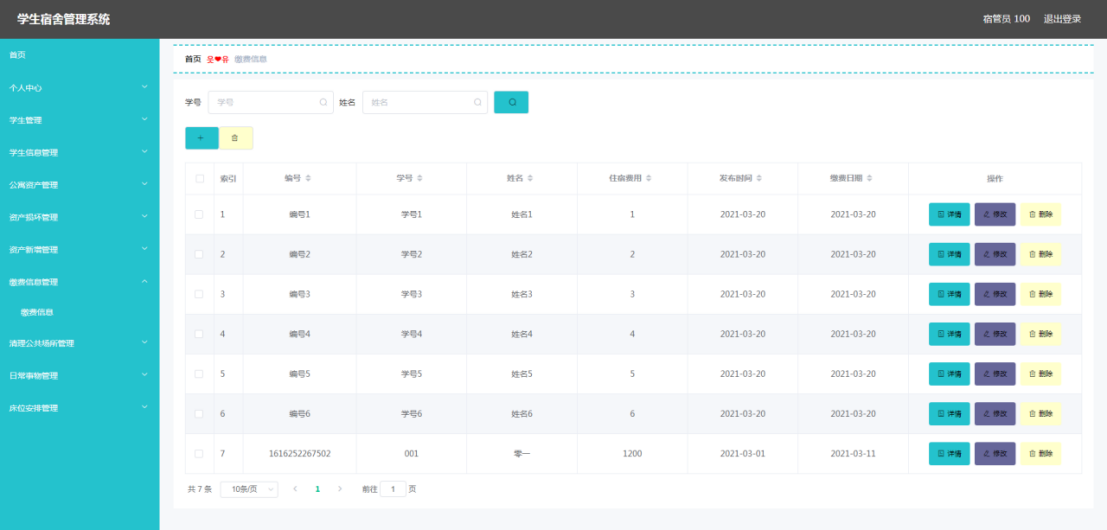 学生宿舍管理系统 宿管员 100 退出登录
首页
个人中心
学生管理
学生信息管理
公寓资产管理
资产损坏管理
资产新增管理
缴费信息管理
缴费信息
清理公共场所管理
日常事物管理
床位安排管理
首页 缴费信息
学号 学号 姓名 姓名
索引 编号 学号 姓名 住宿费用 发布时间 缴费日期 操作
1 编号1 学号1 姓名1 1 2021-03-20 2021-03-20 详情 修改 删除
2 编号2 学号2 姓名2 2 2021-03-20 2021-03-20 详情 修改 删除
3 编号3 学号3 姓名3 3 2021-03-20 2021-03-20 详情 修改 删除
4 编号4 学号4 姓名4 4 2021-03-20 2021-03-20 详情 修改 删除
5 编号5 学号5 姓名5 5 2021-03-20 2021-03-20 详情 修改 删除
6 编号6 学号6 姓名6 6 2021-03-20 2021-03-20 详情 修改 删除
7 1616252267502 001 零一 1200 2021-03-01 2021-03-11 详情 修改 删除
共 7 条 10条/页 < 1 > 前往 1 页